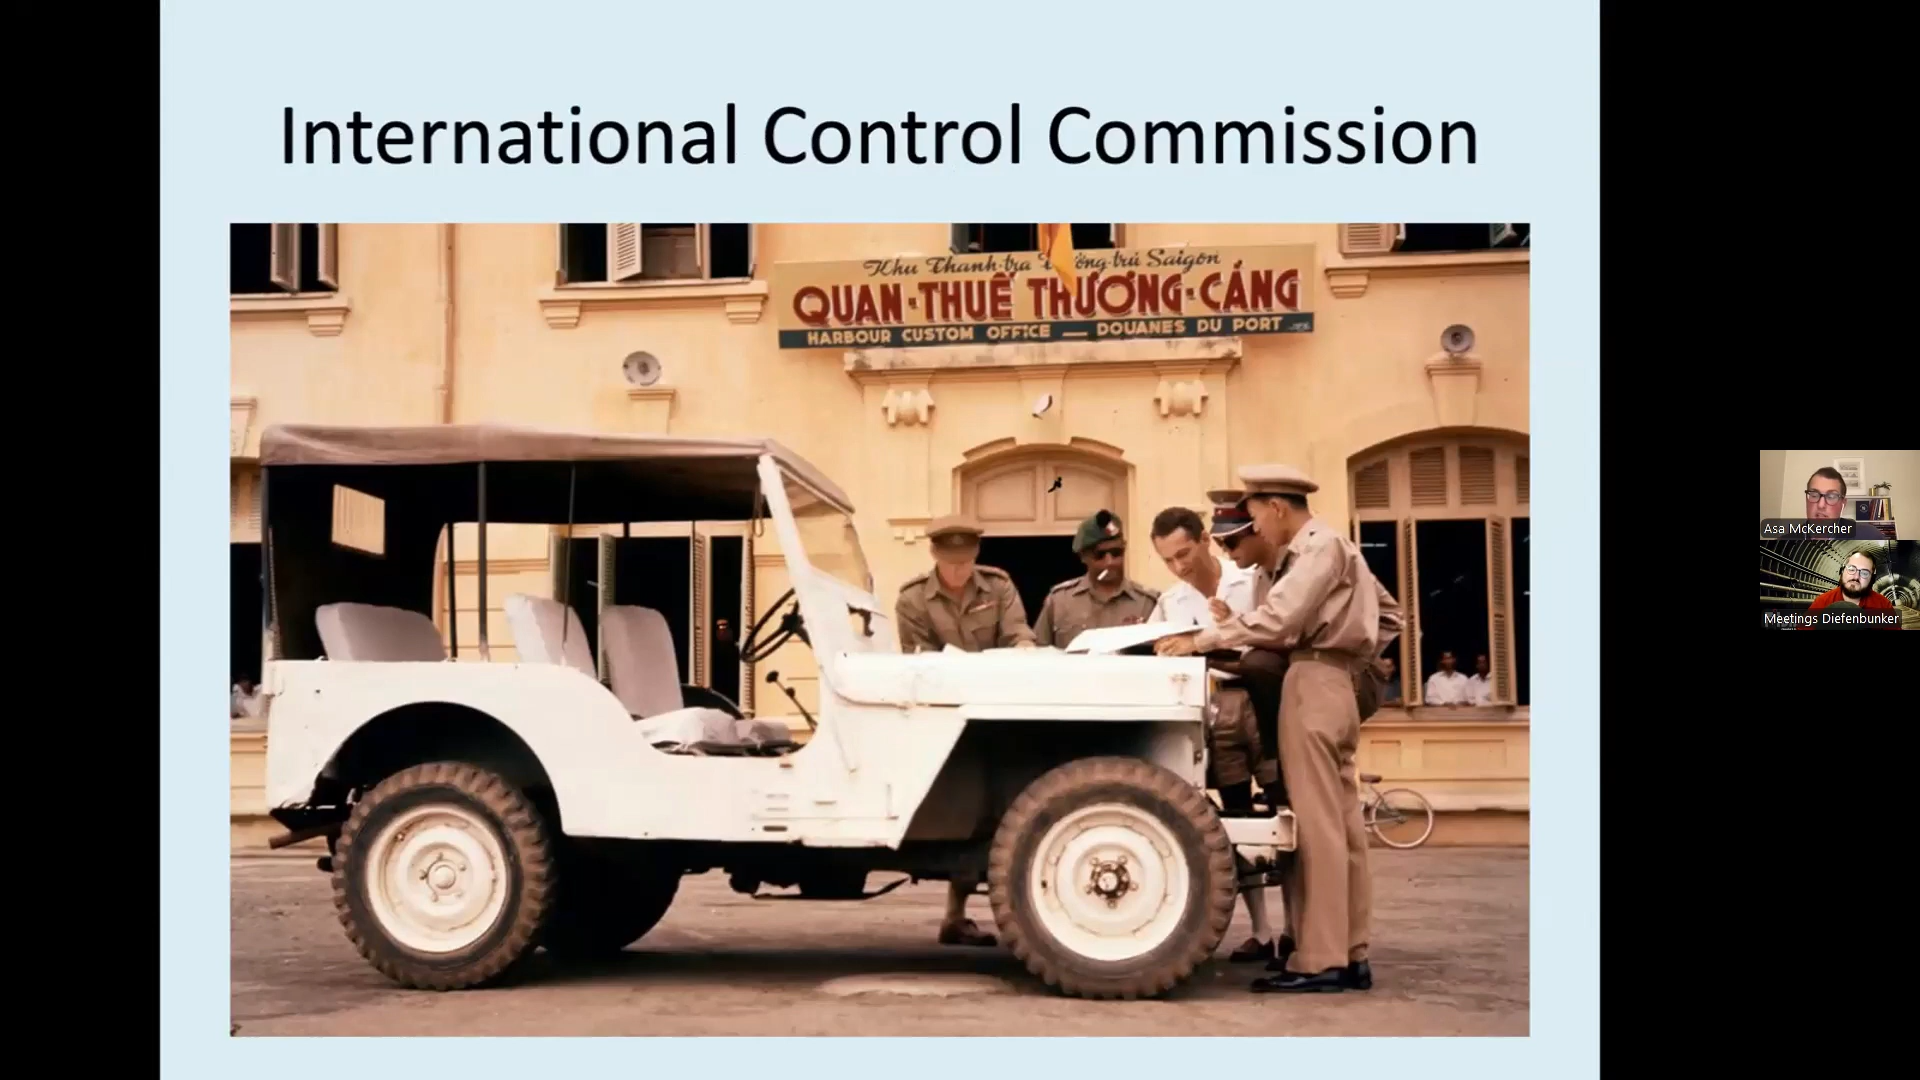 International Control Commission
Khu Thanh-tra Thương-trú Saigon
QUAN-THUẾ THƯƠNG-CẢNG
HARBOUR CUSTOM OFFICE — DOUANES DU PORT
Asa McKercher
Meetings Diefenbunker